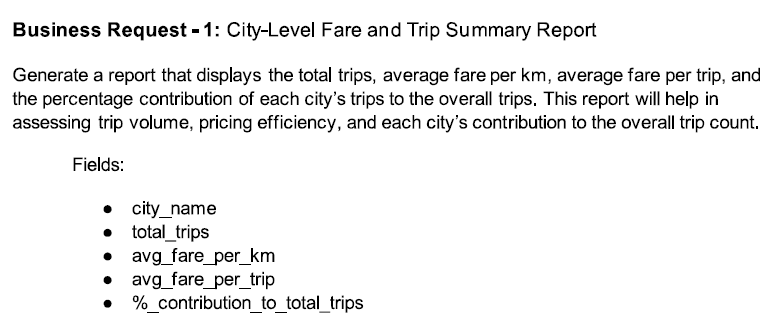 Business Request - 1: City-Level Fare and Trip Summary Report
Generate a report that displays the total trips, average fare per km, average fare per trip, and
the percentage contribution of each city's trips to the overall trips. This report will help in
assessing trip volume, pricing efficiency, and each city's contribution to the overall trip count.
Fields:
● city_name
● total_trips
● avg_fare_per_km
● avg_fare_per_trip
● %_contribution_to_total_trips